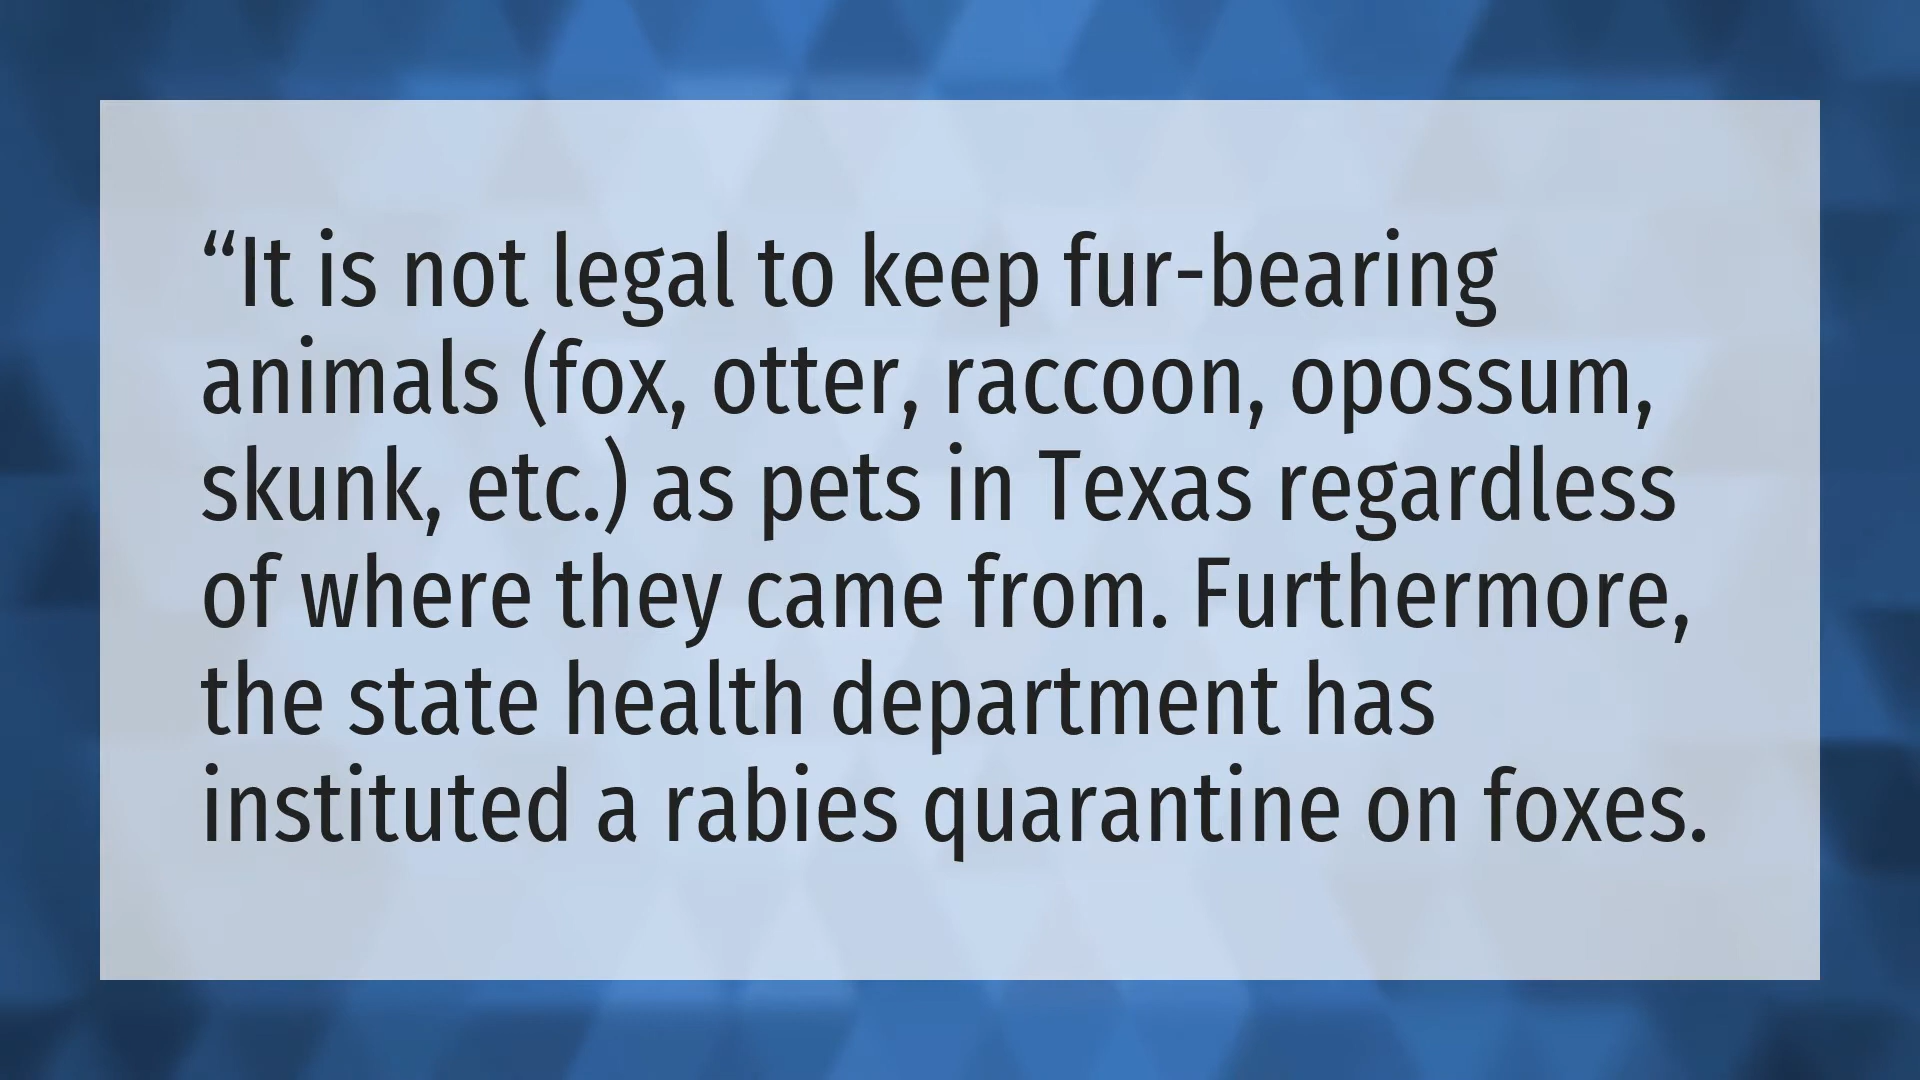 “It is not legal to keep fur-bearing
animals (fox, otter, raccoon, opossum,
skunk, etc.) as pets in Texas regardless
of where they came from. Furthermore,
the state health department has
instituted a rabies quarantine on foxes.